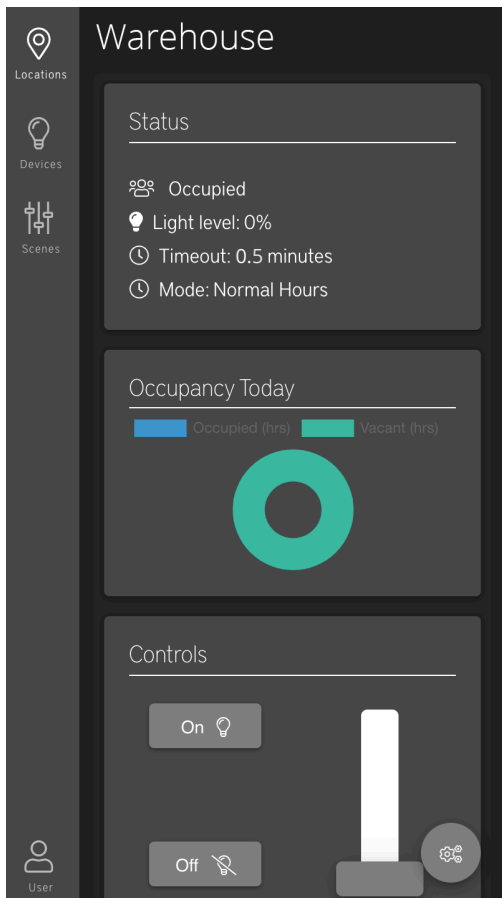 Warehouse
Locations
Devices
Scenes
Status
Occupied
Light level: 0%
Timeout: 0.5 minutes
Mode: Normal Hours
Occupancy Today
Occupied (hrs) Vacant (hrs)
Controls
On
Off
User